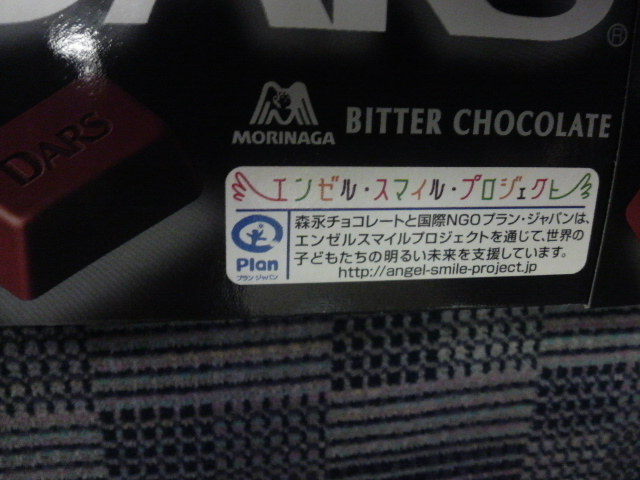 DARS
®
DARS
MORINAGA
BITTER CHOCOLATE
エンゼル・スマイル・プロジェクト
森永チョコレートと国際NGOプラン・ジャパンは、
エンゼルスマイルプロジェクトを通じて、世界の
子どもたちの明るい未来を支援しています。
http://angel-smile-project.jp
Plan
プラン ジャパン